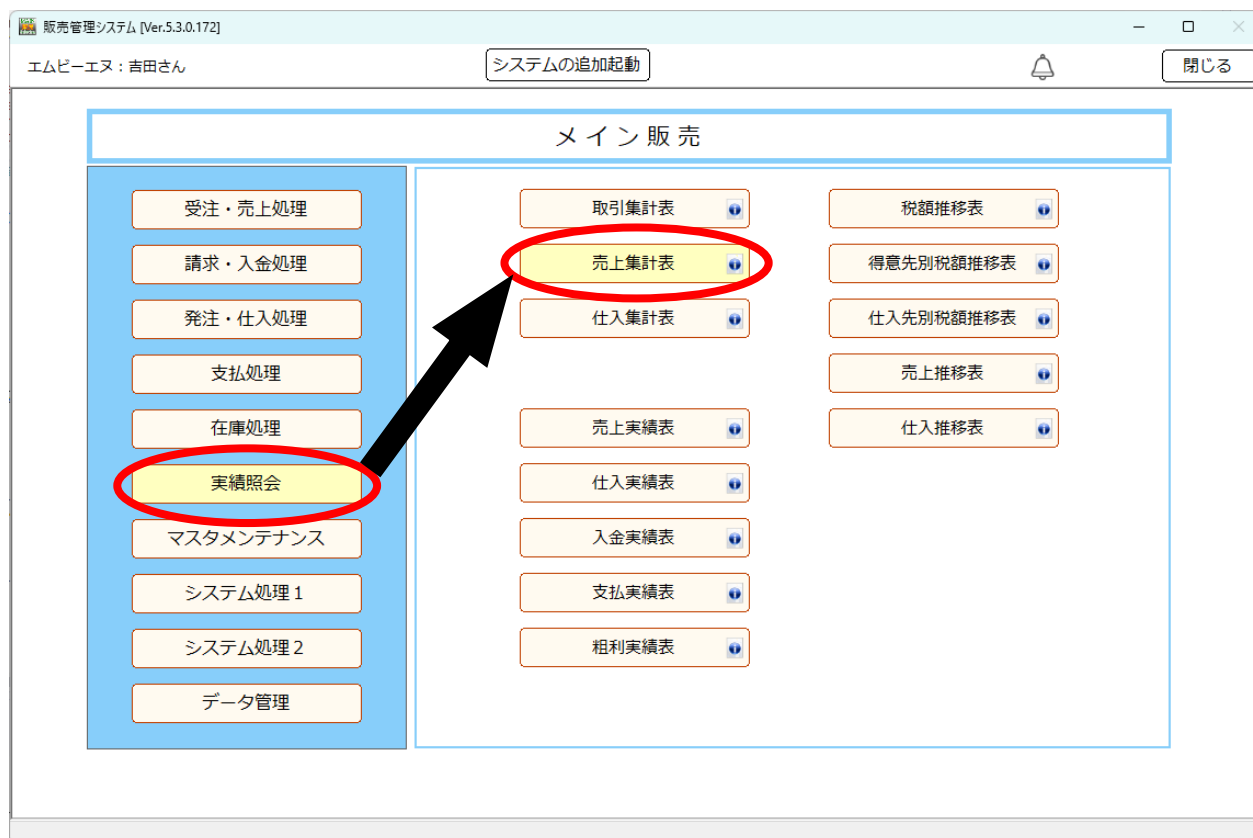 販売管理システム [Ver.5.3.0.172]
エムビーエヌ：吉田さん
システムの追加起動
閉じる
メイン販売
受注・売上処理
請求・入金処理
発注・仕入処理
支払処理
在庫処理
実績照会
マスタメンテナンス
システム処理１
システム処理２
データ管理
取引集計表
売上集計表
仕入集計表
売上実績表
仕入実績表
入金実績表
支払実績表
粗利実績表
税額推移表
得意先別税額推移表
仕入先別税額推移表
売上推移表
仕入推移表